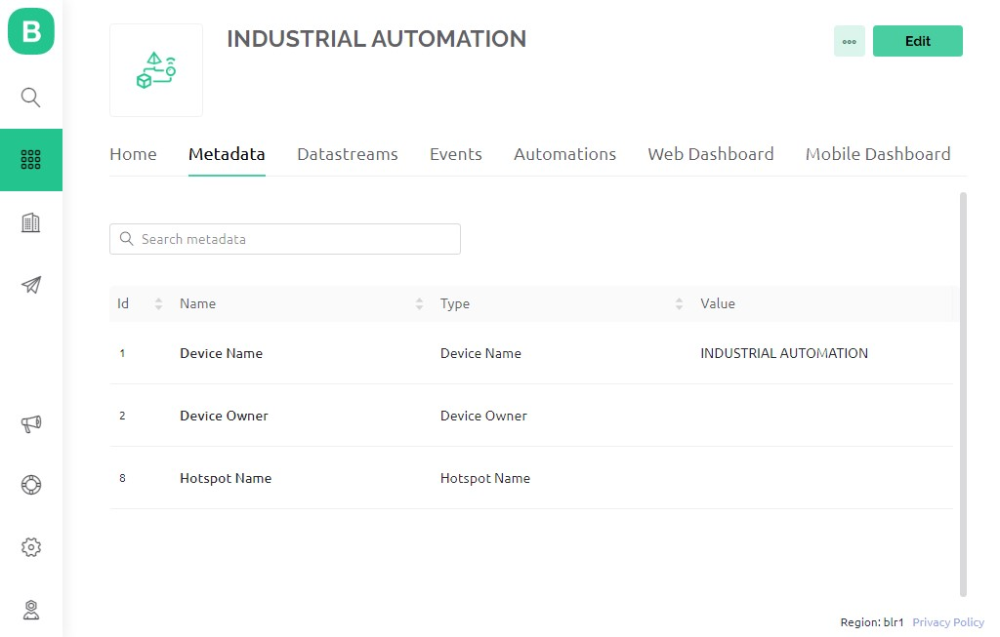 B
INDUSTRIAL AUTOMATION
Edit
Home Metadata Datastreams Events Automations Web Dashboard Mobile Dashboard
Search metadata
Id Name Type Value
1 Device Name Device Name INDUSTRIAL AUTOMATION
2 Device Owner Device Owner
8 Hotspot Name Hotspot Name
Region: blr1 Privacy Policy